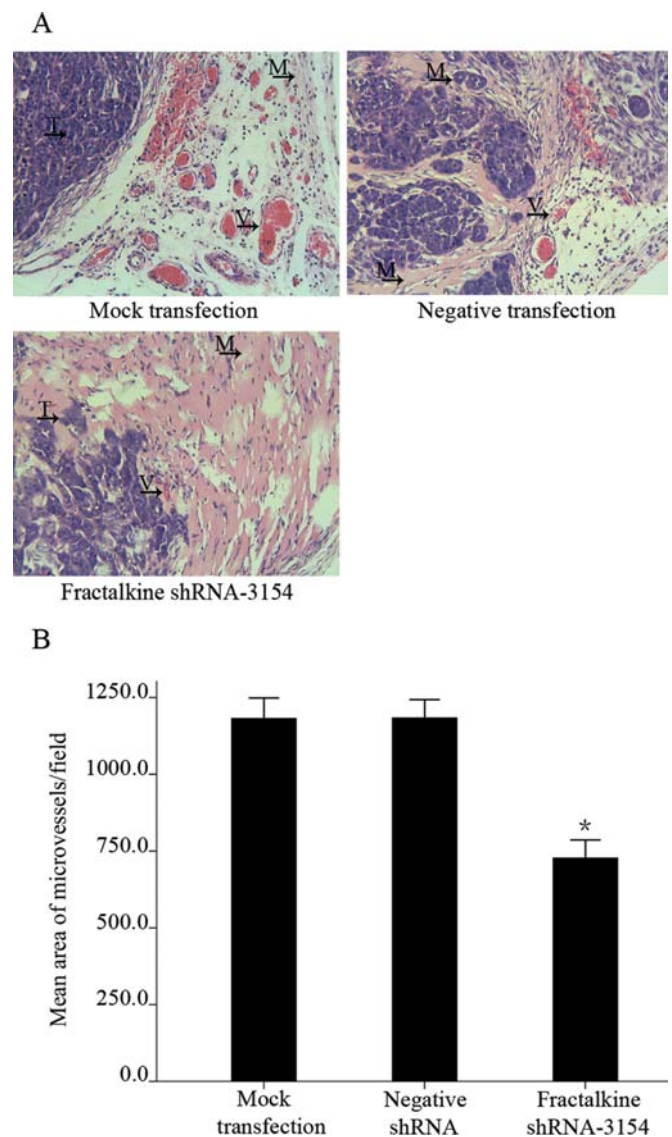 A
M
T
V
Mock transfection
M
V
M
Negative transfection
M
T
V
Fractalkine shRNA-3154
B
Mean area of microvessels/field
1250.0
1000.0
750.0
500.0
250.0
0.0
*
Mock
transfection
Negative
shRNA
Fractalkine
shRNA-3154